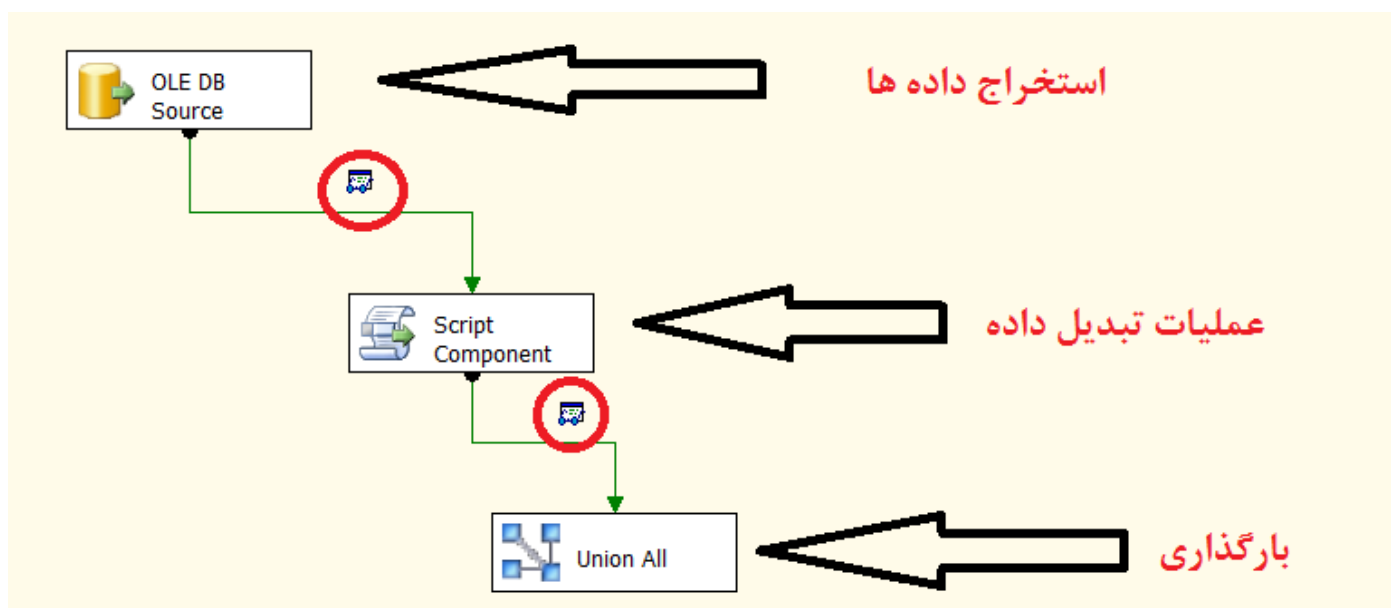 OLE DB
Source
استخراج داده ها
Script
Component
عملیات تبدیل داده
Union All
بارگذاری